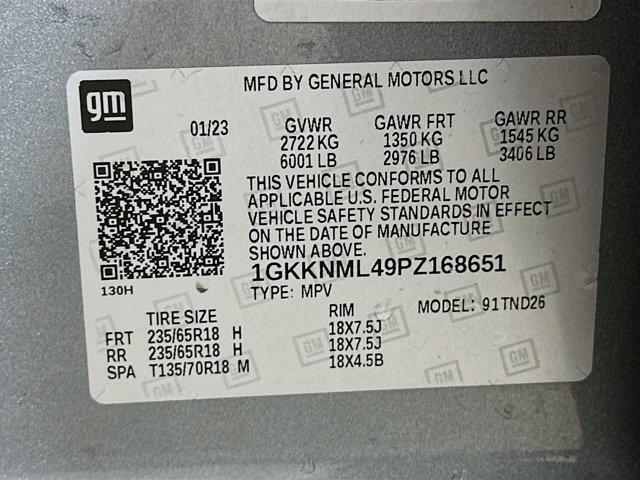 gm
MFD BY GENERAL MOTORS LLC
01/23 GVWR GAWR FRT GAWR RR
2722 KG 1350 KG 1545 KG
6001 LB 2976 LB 3406 LB
THIS VEHICLE CONFORMS TO ALL
APPLICABLE U.S. FEDERAL MOTOR
VEHICLE SAFETY STANDARDS IN EFFECT
ON THE DATE OF MANUFACTURE
SHOWN ABOVE.
130H
1GKKNML49PZ168651
TYPE: MPV MODEL: 91TND26
TIRE SIZE RIM
FRT 235/65R18 H 18X7.5J
RR 235/65R18 H 18X7.5J
SPA T135/70R18 M 18X4.5B